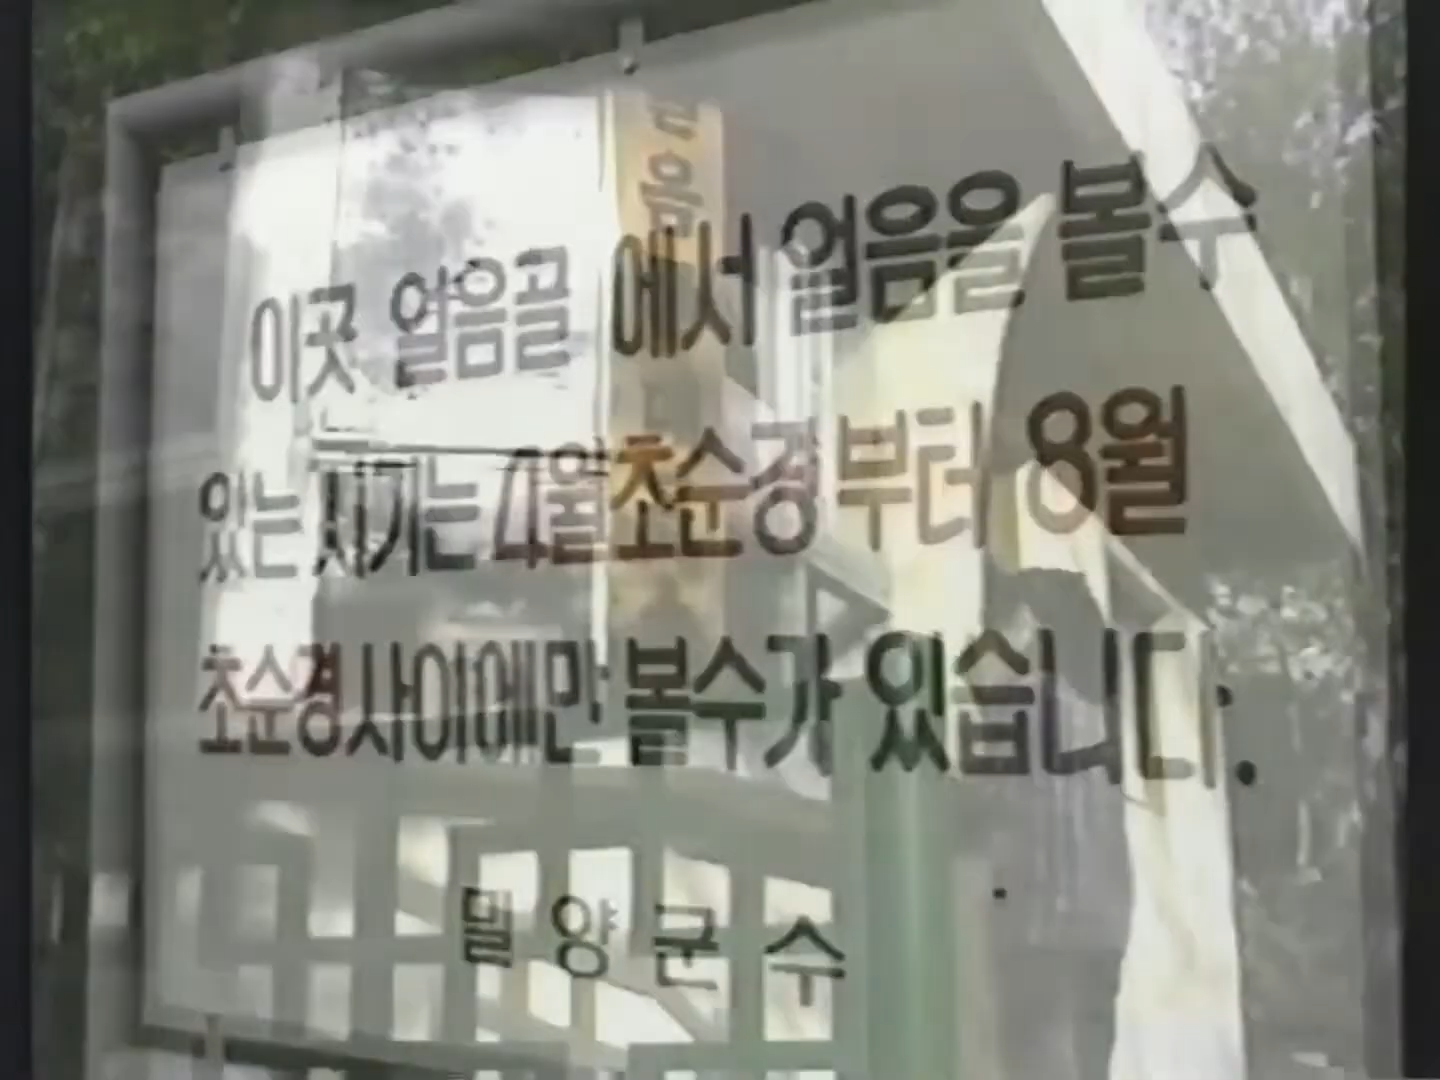 이곳 얼음골 에서 얼음을 볼수
있는 시기는 4월초순경부터 8월
초순경사이에만 볼수가 있습니다.
밀양군수